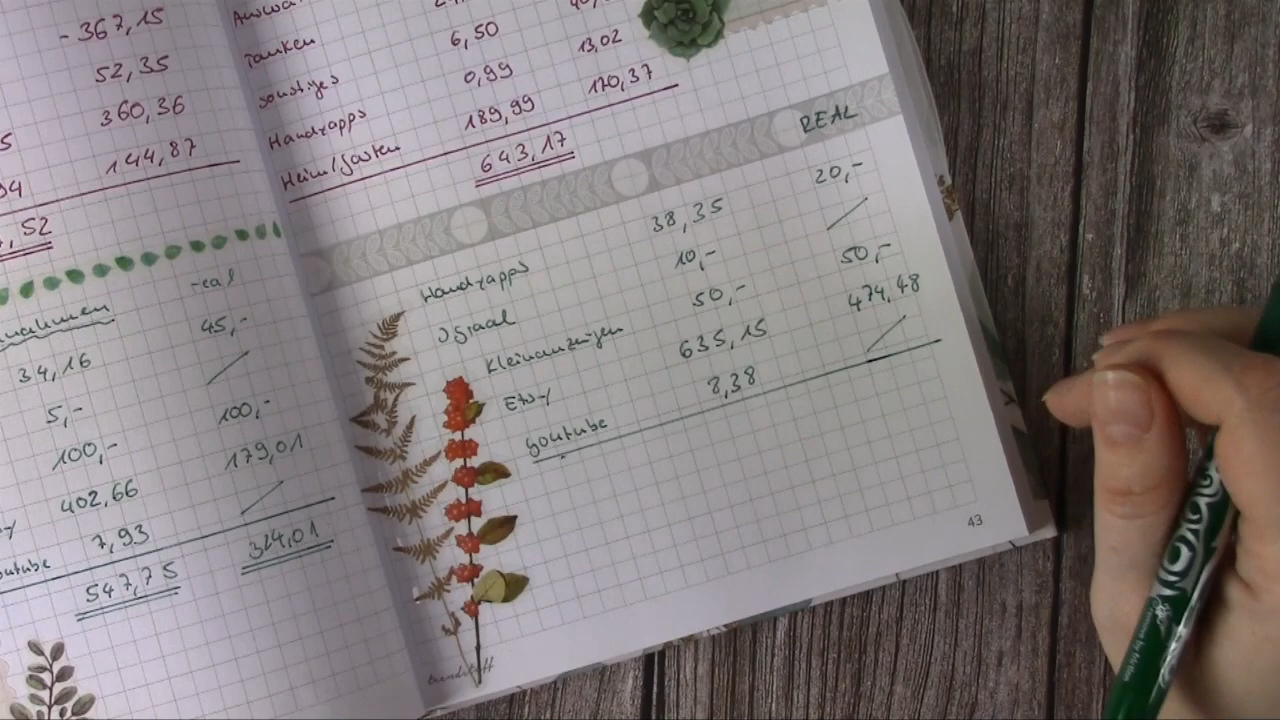 -367,15
52,35
360,36
144,87
,52
real
34,16 45,-
5,- /
100,- 100,-
402,66 179,01
7,93 /
547,75 324,01
Tanken 6,50
sonstiges 0,99 13,02
Handyapps 189,99 170,37
Heim/Garten 643,17
REAL
Handyapps 38,35 20,-
10,- /
Kleinanzeigen 50,- 50,-
Etsy 635,15 474,48
youtube 8,38 /
43